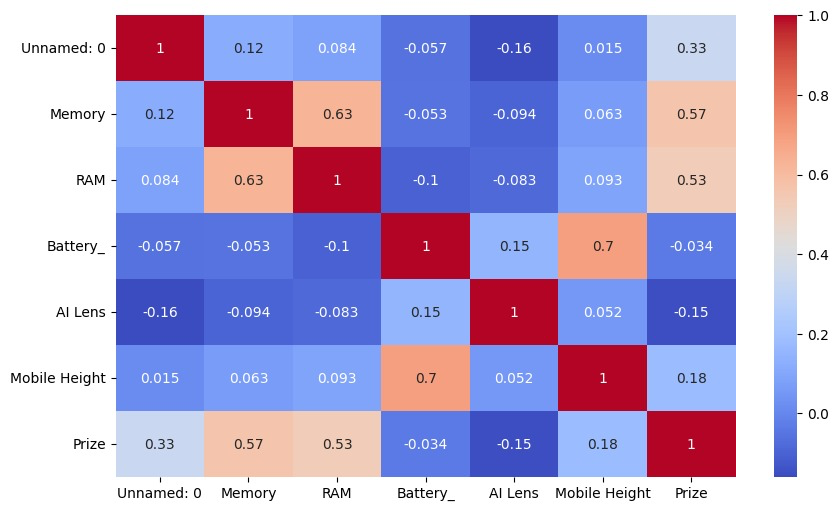 1.0
Unnamed: 0 1 0.12 0.084 -0.057 -0.16 0.015 0.33
Memory 0.12 1 0.63 -0.053 -0.094 0.063 0.57
0.8
RAM 0.084 0.63 1 -0.1 -0.083 0.093 0.53
0.6
Battery_ -0.057 -0.053 -0.1 1 0.15 0.7 -0.034
0.4
AI Lens -0.16 -0.094 -0.083 0.15 1 0.052 -0.15
0.2
Mobile Height 0.015 0.063 0.093 0.7 0.052 1 0.18
0.0
Prize 0.33 0.57 0.53 -0.034 -0.15 0.18 1
Unnamed: 0 Memory RAM Battery_ AI Lens Mobile Height Prize